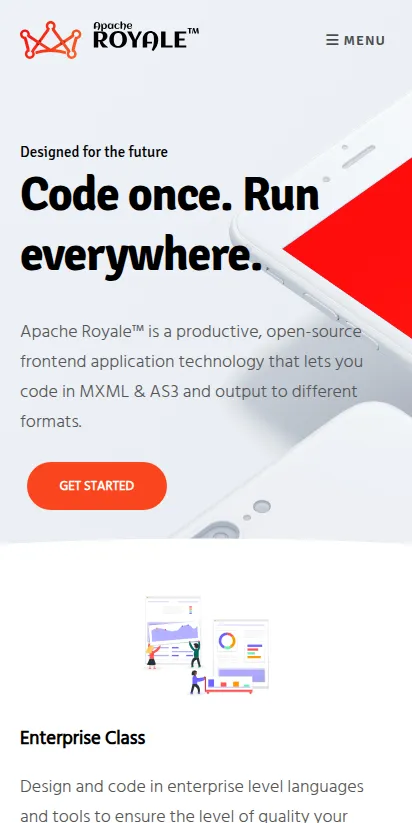 Apache
ROYALE™
☰ MENU
Designed for the future
Code once. Run
everywhere.
Apache Royale™ is a productive, open-source
frontend application technology that lets you
code in MXML & AS3 and output to different
formats.
GET STARTED
Enterprise Class
Design and code in enterprise level languages
and tools to ensure the level of quality your